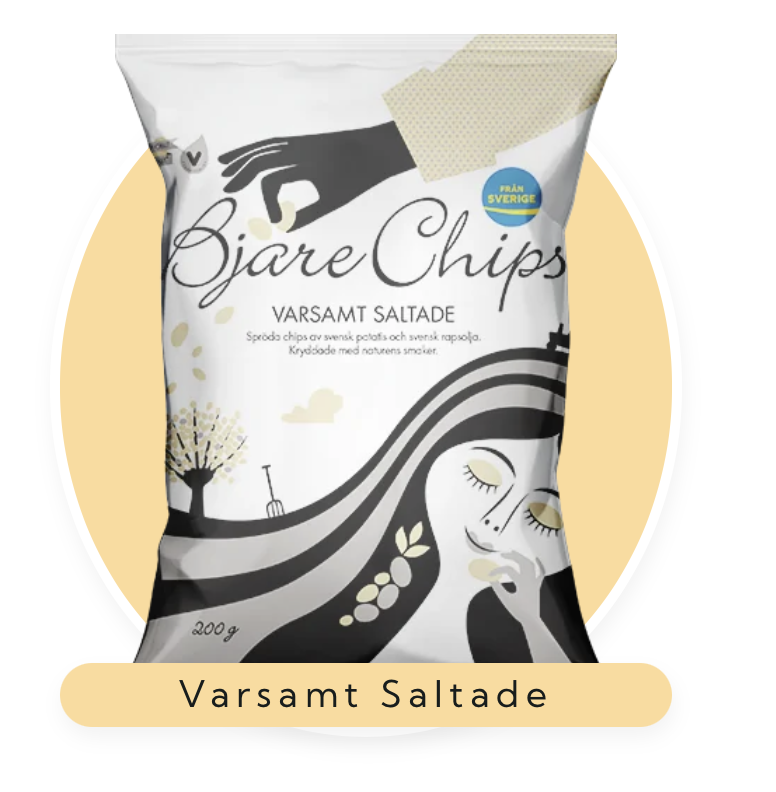 V
FRÅN
SVERIGE
Bjäre Chips
VARSAMT SALTADE
Spröda chips av svensk potatis och svensk rapsolja.
Kryddade med naturens smaker.
200 g
Varsamt Saltade